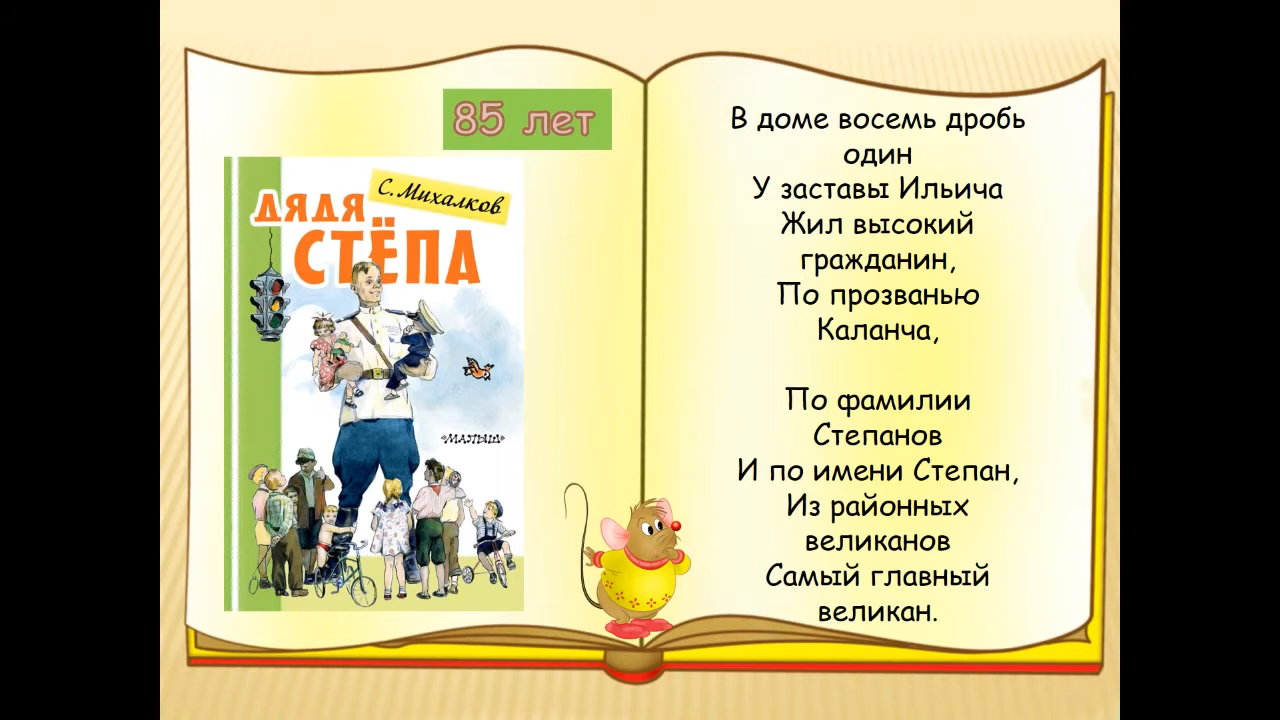 85 лет
С. Михалков
ДЯДЯ
СТЁПА
«МАЛЫШ»
В доме восемь дробь
один
У заставы Ильича
Жил высокий
гражданин,
По прозванью
Каланча,
По фамилии
Степанов
И по имени Степан,
Из районных
великанов
Самый главный
великан.